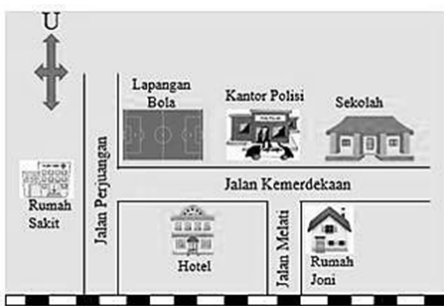 U
Lapangan
Bola
Kantor Polisi
Sekolah
Jalan Perjuangan
Jalan Kemerdekaan
Rumah
Sakit
Hotel
Jalan Melati
Rumah
Joni